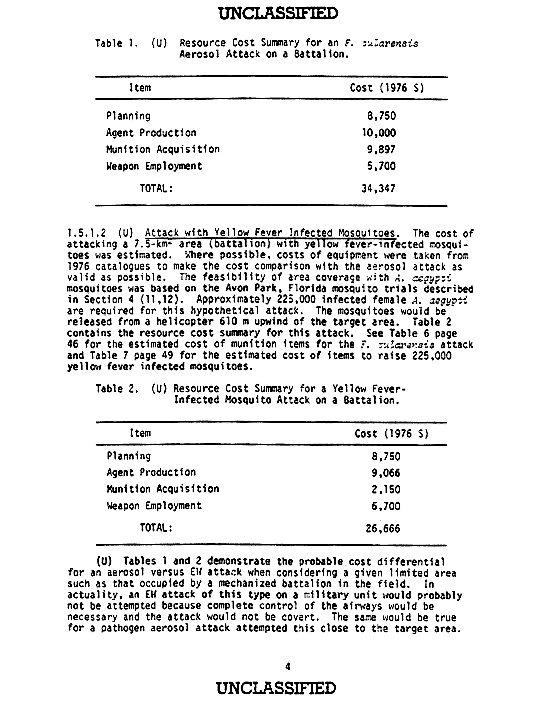 UNCLASSIFIED
Table 1. (U) Resource Cost Summary for an F. tularensis
Aerosol Attack on a Battalion.
Item Cost (1976 $)
Planning 8,750
Agent Production 10,000
Munition Acquisition 9,897
Weapon Employment 5,700
TOTAL: 34,347
1.5.1.2 (U) Attack with Yellow Fever Infected Mosquitoes. The cost of
attacking a 7.5-km² area (battalion) with yellow fever-infected mosqui-
toes was estimated. Where possible, costs of equipment were taken from
1976 catalogues to make the cost comparison with the aerosol attack as
valid as possible. The feasibility of area coverage with A. aegypti
mosquitoes was based on the Avon Park, Florida mosquito trials described
in Section 4 (11,12). Approximately 225,000 infected female A. aegypti
are required for this hypothetical attack. The mosquitoes would be
released from a helicopter 610 m upwind of the target area. Table 2
contains the resource cost summary for this attack. See Table 6 page
46 for the estimated cost of munition items for the F. tularensis attack
and Table 7 page 49 for the estimated cost of items to raise 225,000
yellow fever infected mosquitoes.
Table 2. (U) Resource Cost Summary for a Yellow Fever-
Infected Mosquito Attack on a Battalion.
Item Cost (1976 $)
Planning 8,750
Agent Production 9,066
Munition Acquisition 2,150
Weapon Employment 6,700
TOTAL: 26,666
(U) Tables 1 and 2 demonstrate the probable cost differential
for an aerosol versus EW attack when considering a given limited area
such as that occupied by a mechanized battalion in the field. In
actuality, an EW attack of this type on a military unit would probably
not be attempted because complete control of the airways would be
necessary and the attack would not be covert. The same would be true
for a pathogen aerosol attack attempted this close to the target area.
4
UNCLASSIFIED